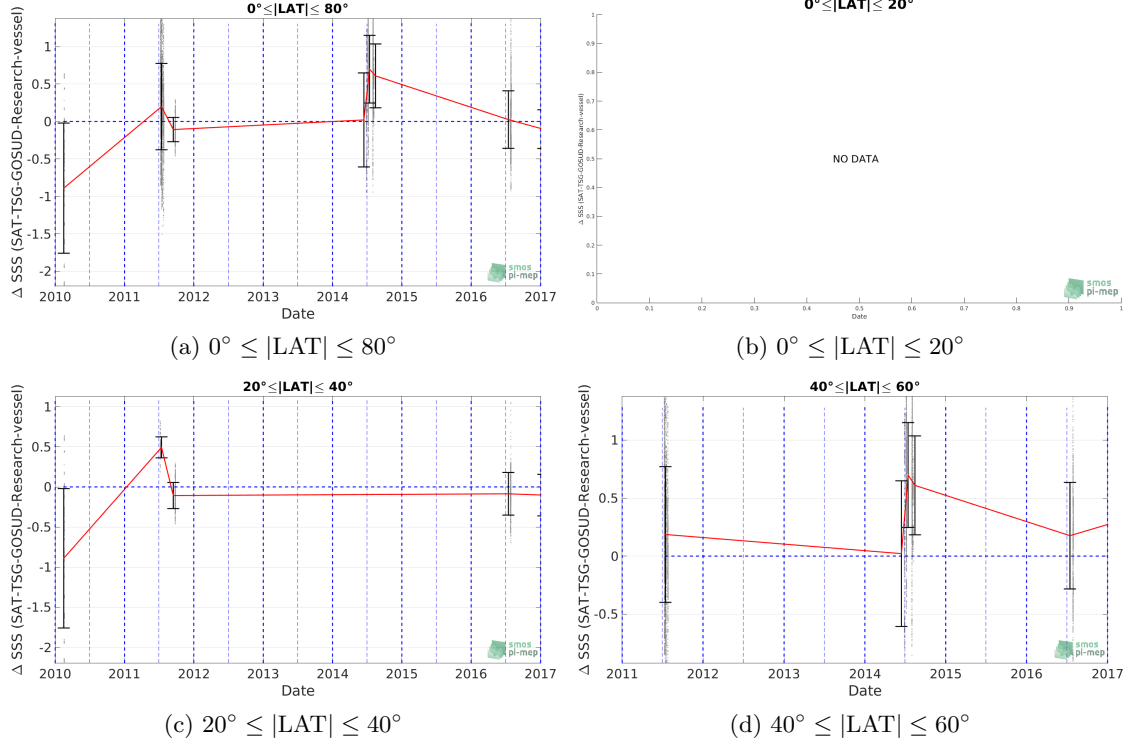 0°≤|LAT|≤ 80°
Δ SSS (SAT-TSG-GOSUD-Research-vessel)
1
0.5
0
-0.5
-1
-1.5
-2
2010 2011 2012 2013 2014 2015 2016 2017
Date
smos
pi-mep
(a) 0° ≤ |LAT| ≤ 80°
0°≤|LAT|≤ 20°
Δ SSS (SAT-TSG-GOSUD-Research-vessel)
1
0.9
0.8
0.7
0.6
0.5
0.4
0.3
0.2
0.1
0
NO DATA
0 0.1 0.2 0.3 0.4 0.5 0.6 0.7 0.8 0.9 1
Date
smos
pi-mep
(b) 0° ≤ |LAT| ≤ 20°
20°≤|LAT|≤ 40°
Δ SSS (SAT-TSG-GOSUD-Research-vessel)
1
0.5
0
-0.5
-1
-1.5
-2
2010 2011 2012 2013 2014 2015 2016 2017
Date
smos
pi-mep
(c) 20° ≤ |LAT| ≤ 40°
40°≤|LAT|≤ 60°
Δ SSS (SAT-TSG-GOSUD-Research-vessel)
1
0.5
0
-0.5
2011 2012 2013 2014 2015 2016 2017
Date
smos
pi-mep
(d) 40° ≤ |LAT| ≤ 60°